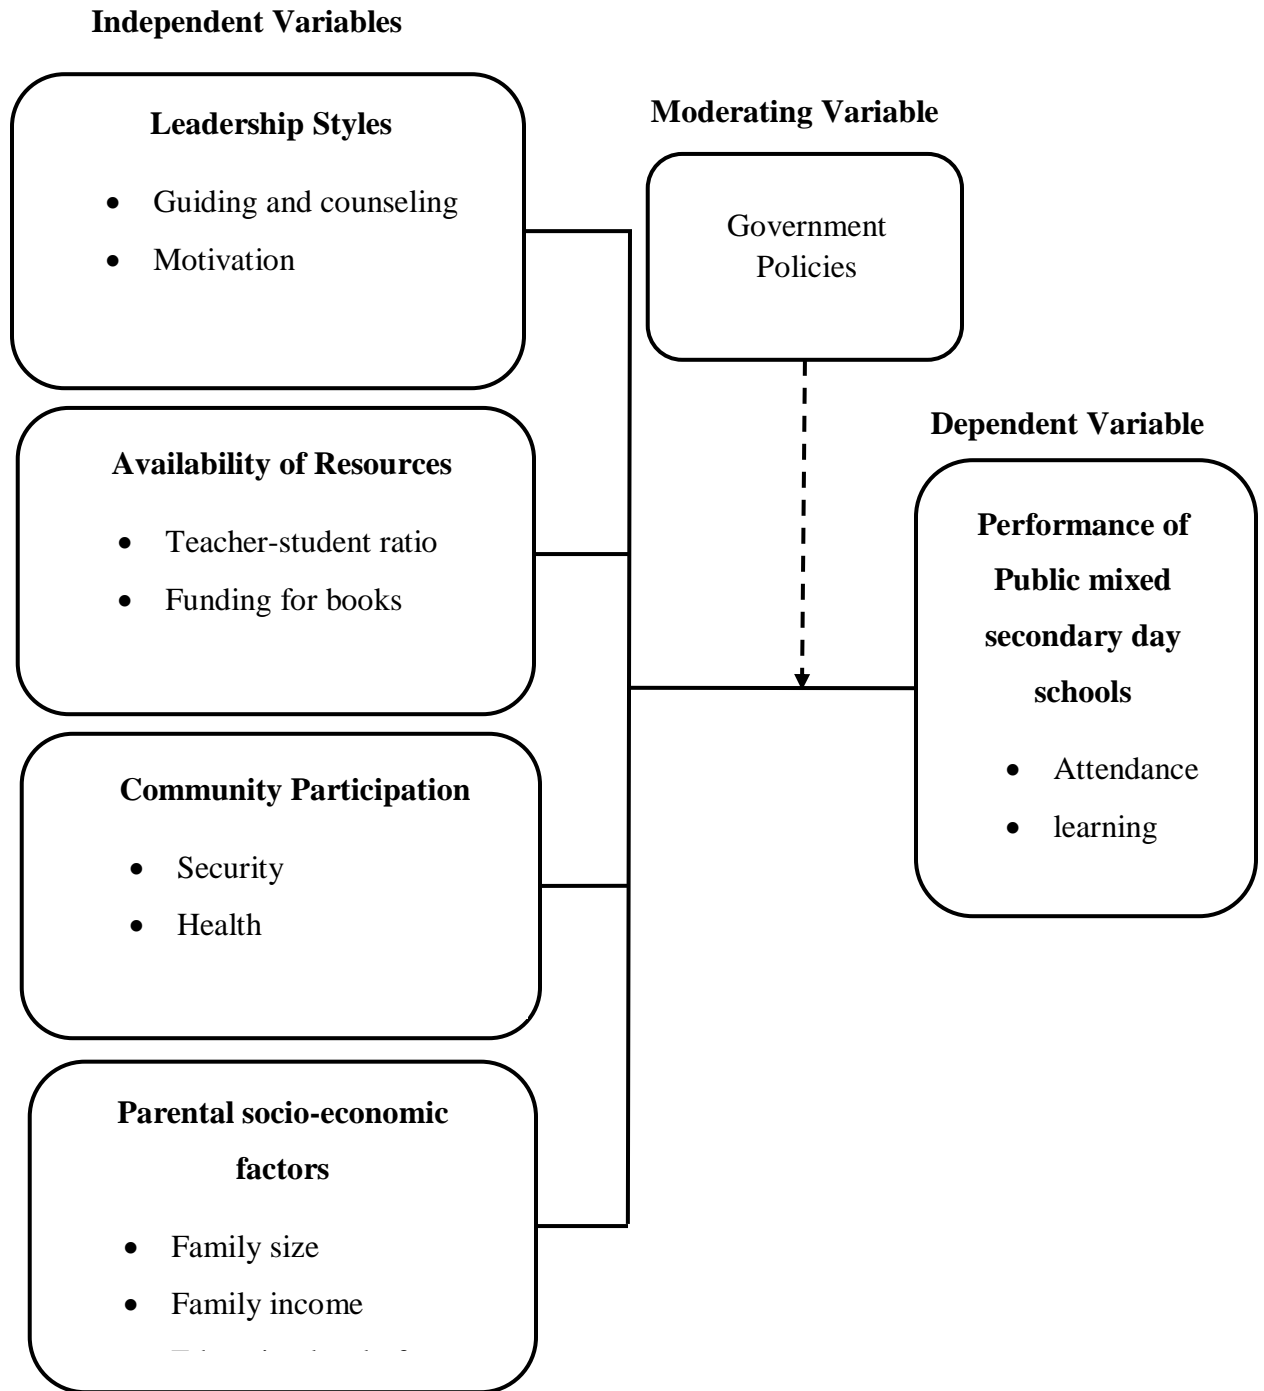 Independent Variables
Leadership Styles
• Guiding and counseling
• Motivation
Availability of Resources
• Teacher-student ratio
• Funding for books
Community Participation
• Security
• Health
Parental socio-economic
factors
• Family size
• Family income
Moderating Variable
Government
Policies
Dependent Variable
Performance of
Public mixed
secondary day
schools
• Attendance
• learning